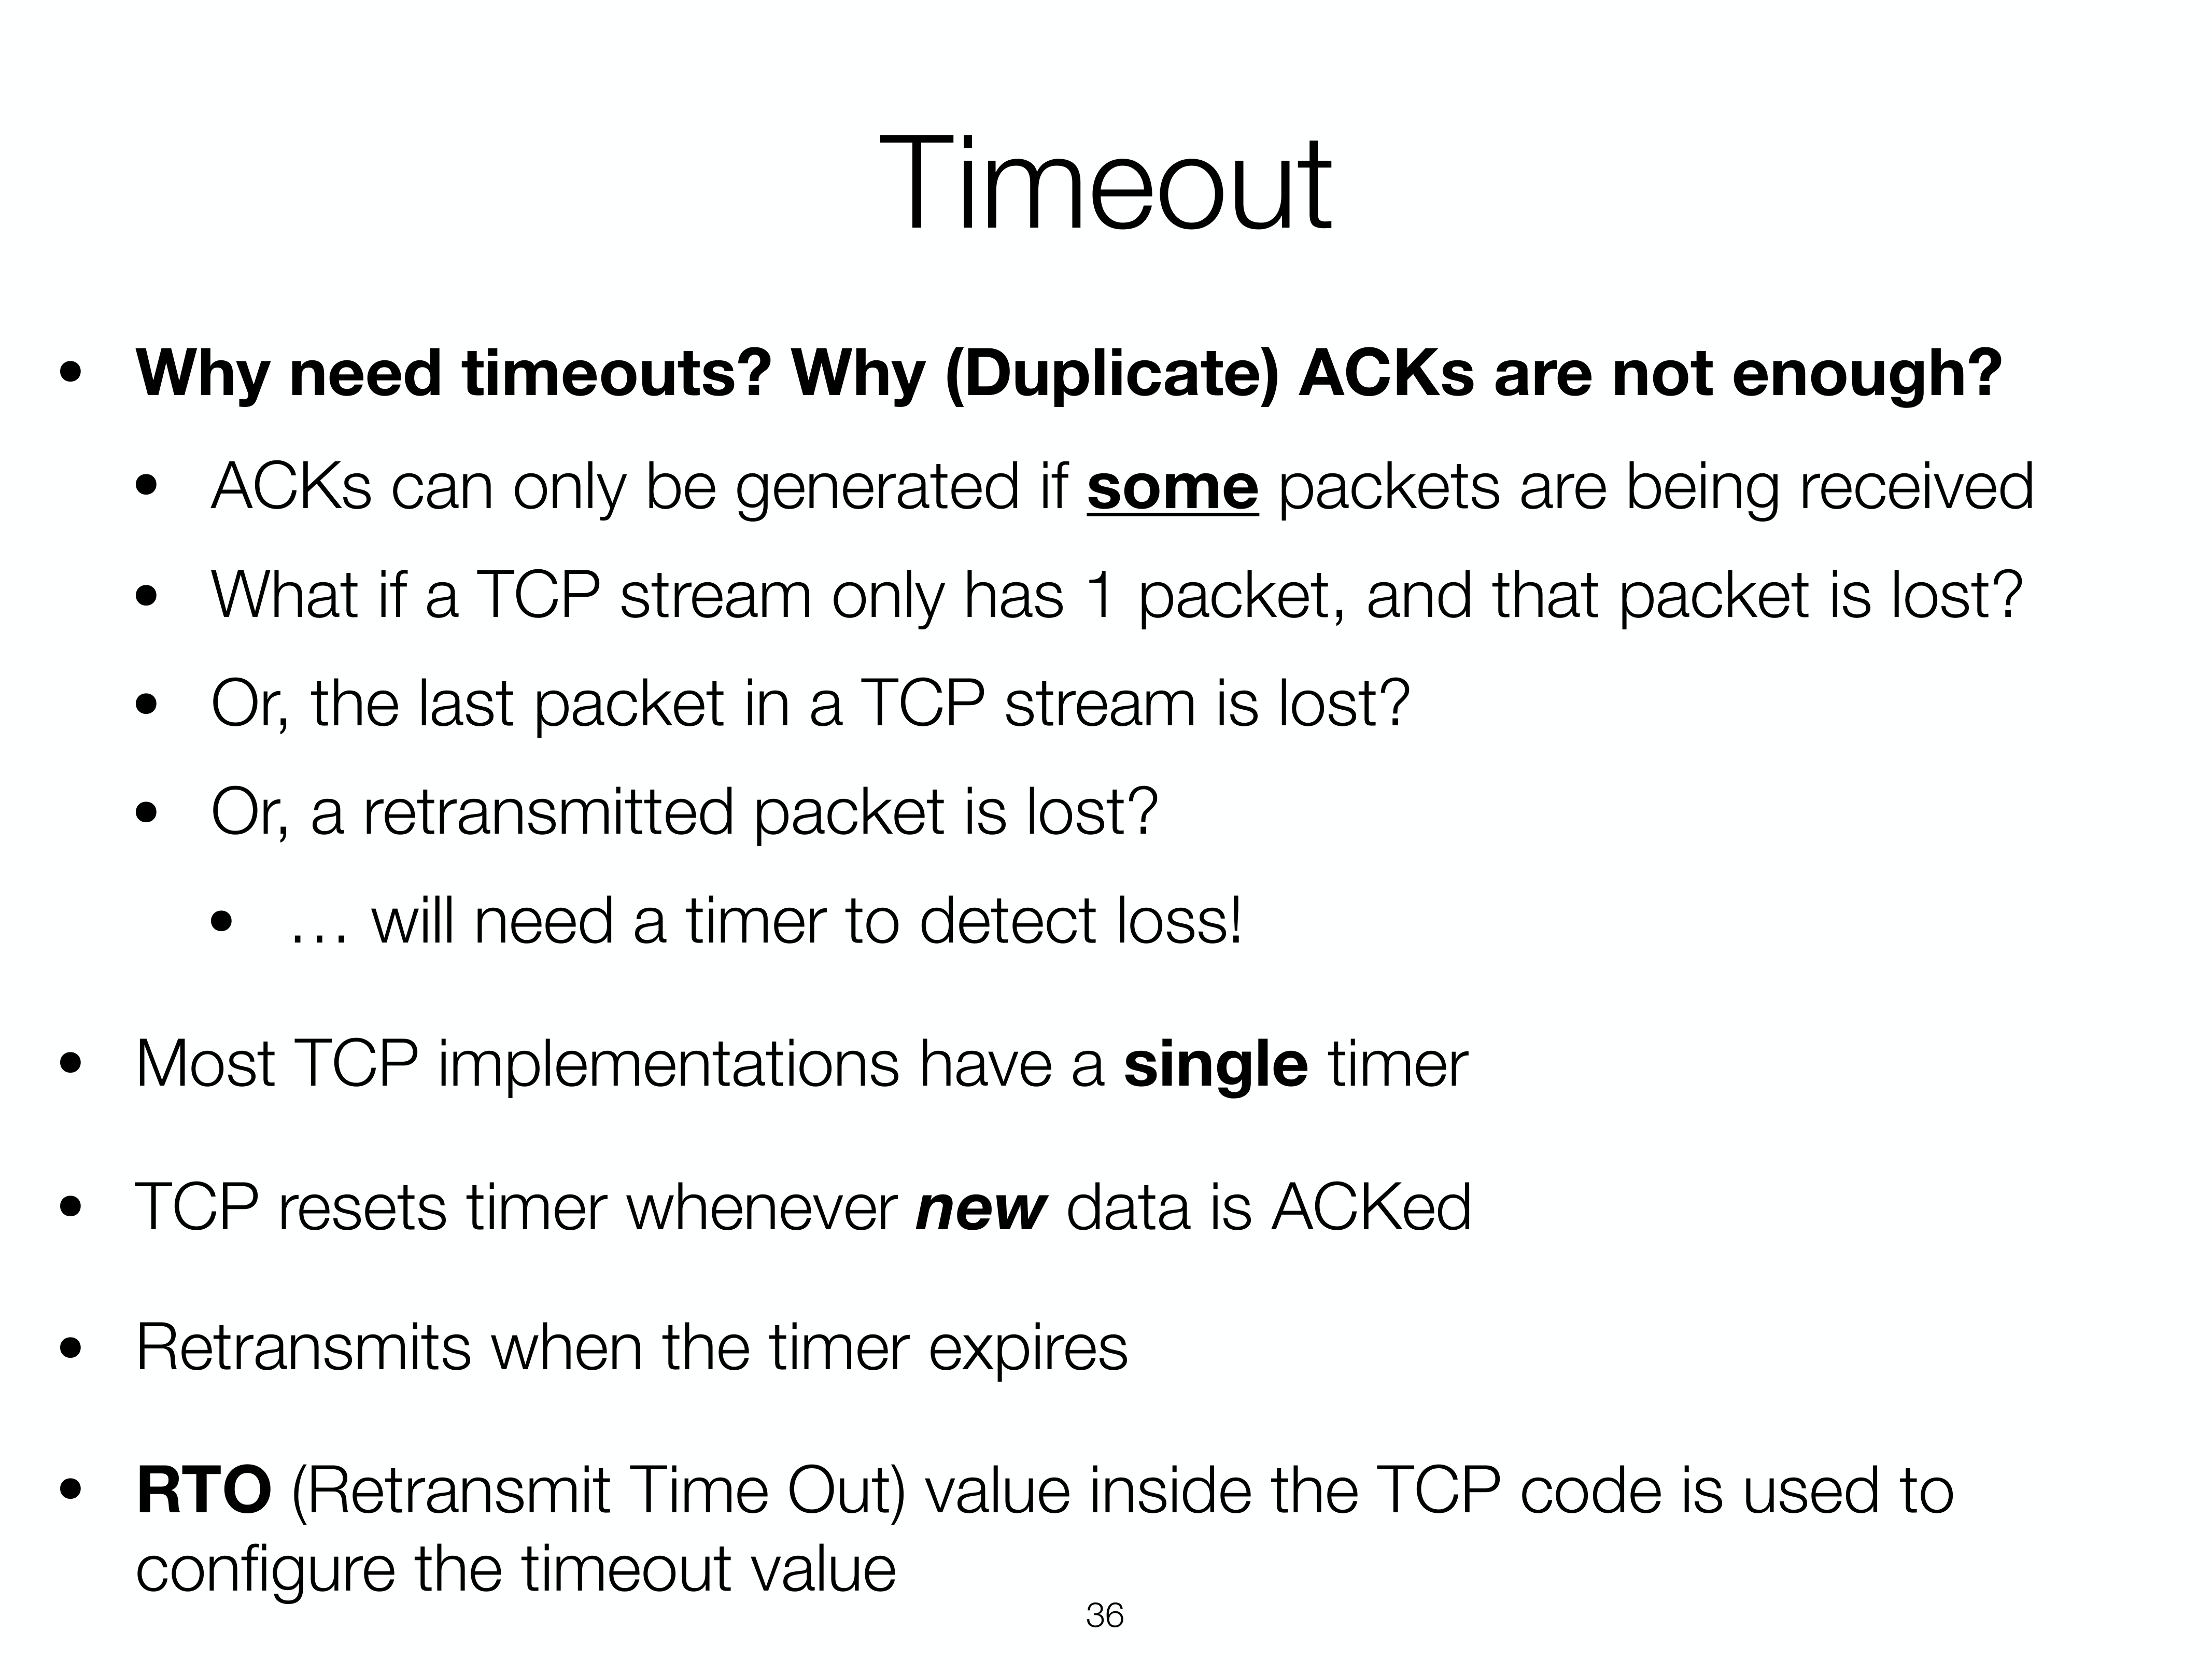 Timeout
• Why need timeouts? Why (Duplicate) ACKs are not enough?
• ACKs can only be generated if some packets are being received
• What if a TCP stream only has 1 packet, and that packet is lost?
• Or, the last packet in a TCP stream is lost?
• Or, a retransmitted packet is lost?
• … will need a timer to detect loss!
• Most TCP implementations have a single timer
• TCP resets timer whenever new data is ACKed
• Retransmits when the timer expires
• RTO (Retransmit Time Out) value inside the TCP code is used to
configure the timeout value
36